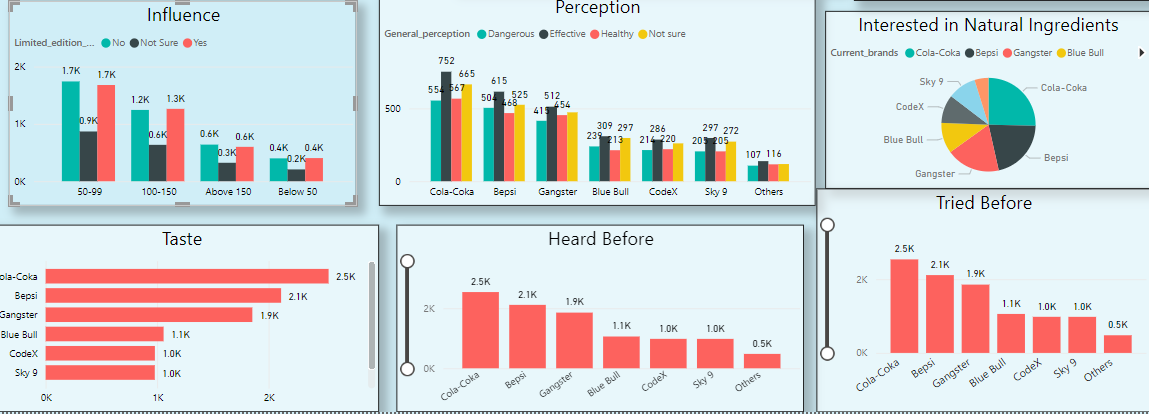 Influence
Limited_edition_... No Not Sure Yes
2K
1K
0K
1.7K 0.9K 1.7K
1.2K 0.6K 1.3K
0.6K 0.3K 0.6K
0.4K 0.2K 0.4K
50-99 100-150 Above 150 Below 50
Perception
General_perception Dangerous Effective Healthy Not sure
500
0
554 752 567 665
504 615 468 525
415 512 454
239 309 213 297
214 286 220
205 297 205 272
107 116
Cola-Coka Bepsi Gangster Blue Bull CodeX Sky 9 Others
Interested in Natural Ingredients
Current_brands Cola-Coka Bepsi Gangster Blue Bull
Sky 9
Cola-Coka
CodeX
Blue Bull
Bepsi
Gangster
Taste
ola-Coka 2.5K
Bepsi 2.1K
Gangster 1.9K
Blue Bull 1.1K
CodeX 1.0K
Sky 9 1.0K
0K 1K 2K
Heard Before
2K
0K
2.5K 2.1K 1.9K 1.1K 1.0K 1.0K 0.5K
Cola-Coka Bepsi Gangster Blue Bull CodeX Sky 9 Others
Tried Before
2K
0K
2.5K 2.1K 1.9K 1.1K 1.0K 1.0K 0.5K
Cola-Coka Bepsi Gangster Blue Bull CodeX Sky 9 Others